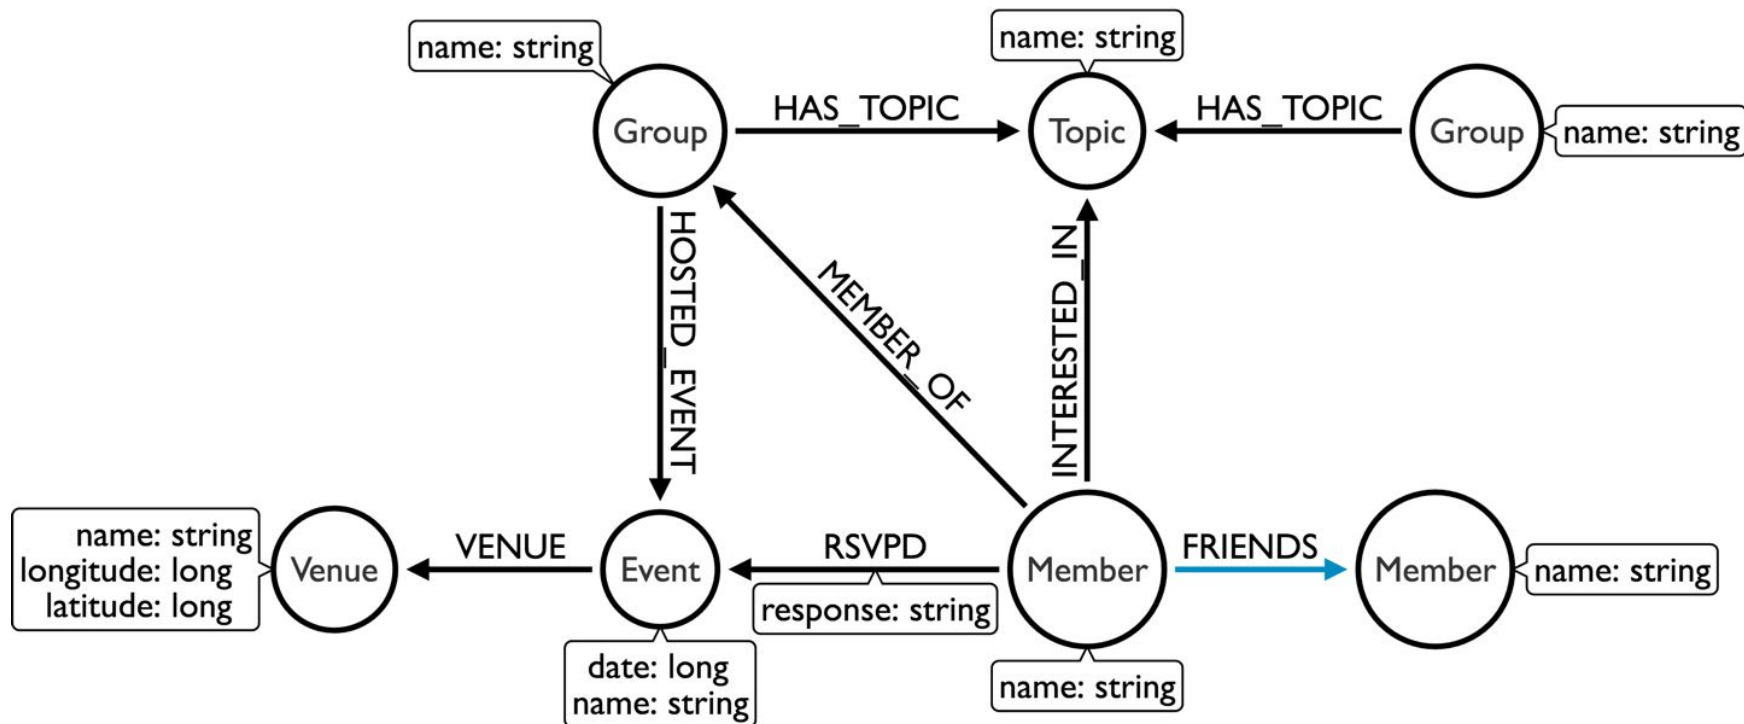 name: string
name: string
HAS_TOPIC
HAS_TOPIC
Group
Topic
Group
name: string
HOSTED_EVENT
MEMBER_OF
INTERESTED_IN
name: string
longitude: long
latitude: long
Venue
VENUE
Event
RSVPD
response: string
Member
FRIENDS
Member
name: string
date: long
name: string
name: string